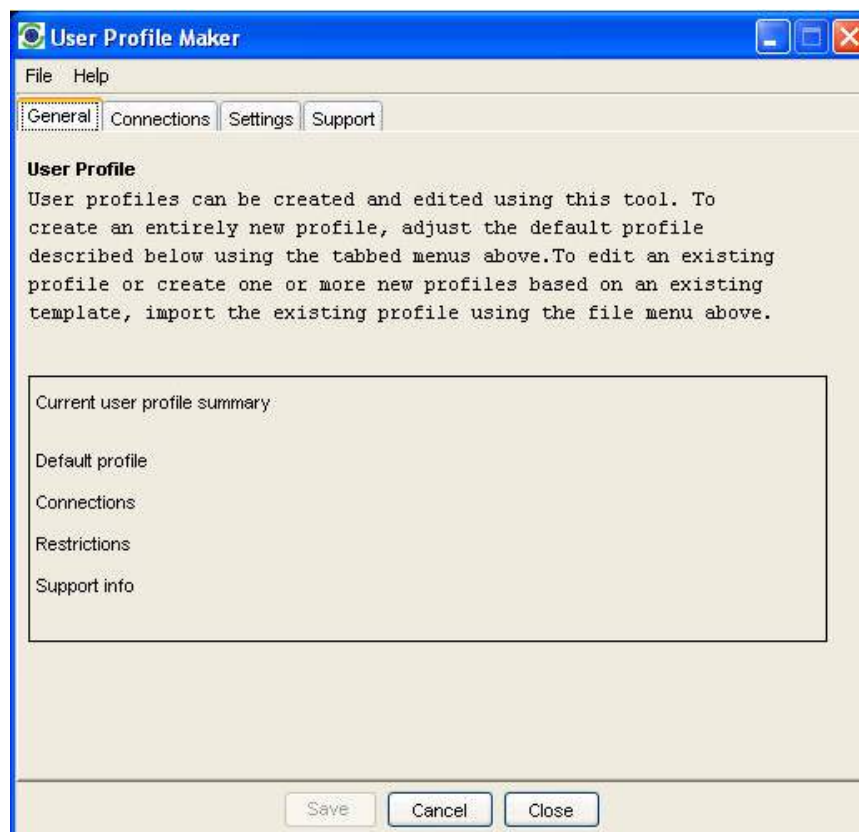 User Profile Maker
File Help
General Connections Settings Support
User Profile
User profiles can be created and edited using this tool. To
create an entirely new profile, adjust the default profile
described below using the tabbed menus above.To edit an existing
profile or create one or more new profiles based on an existing
template, import the existing profile using the file menu above.
Current user profile summary
Default profile
Connections
Restrictions
Support info
Save Cancel Close